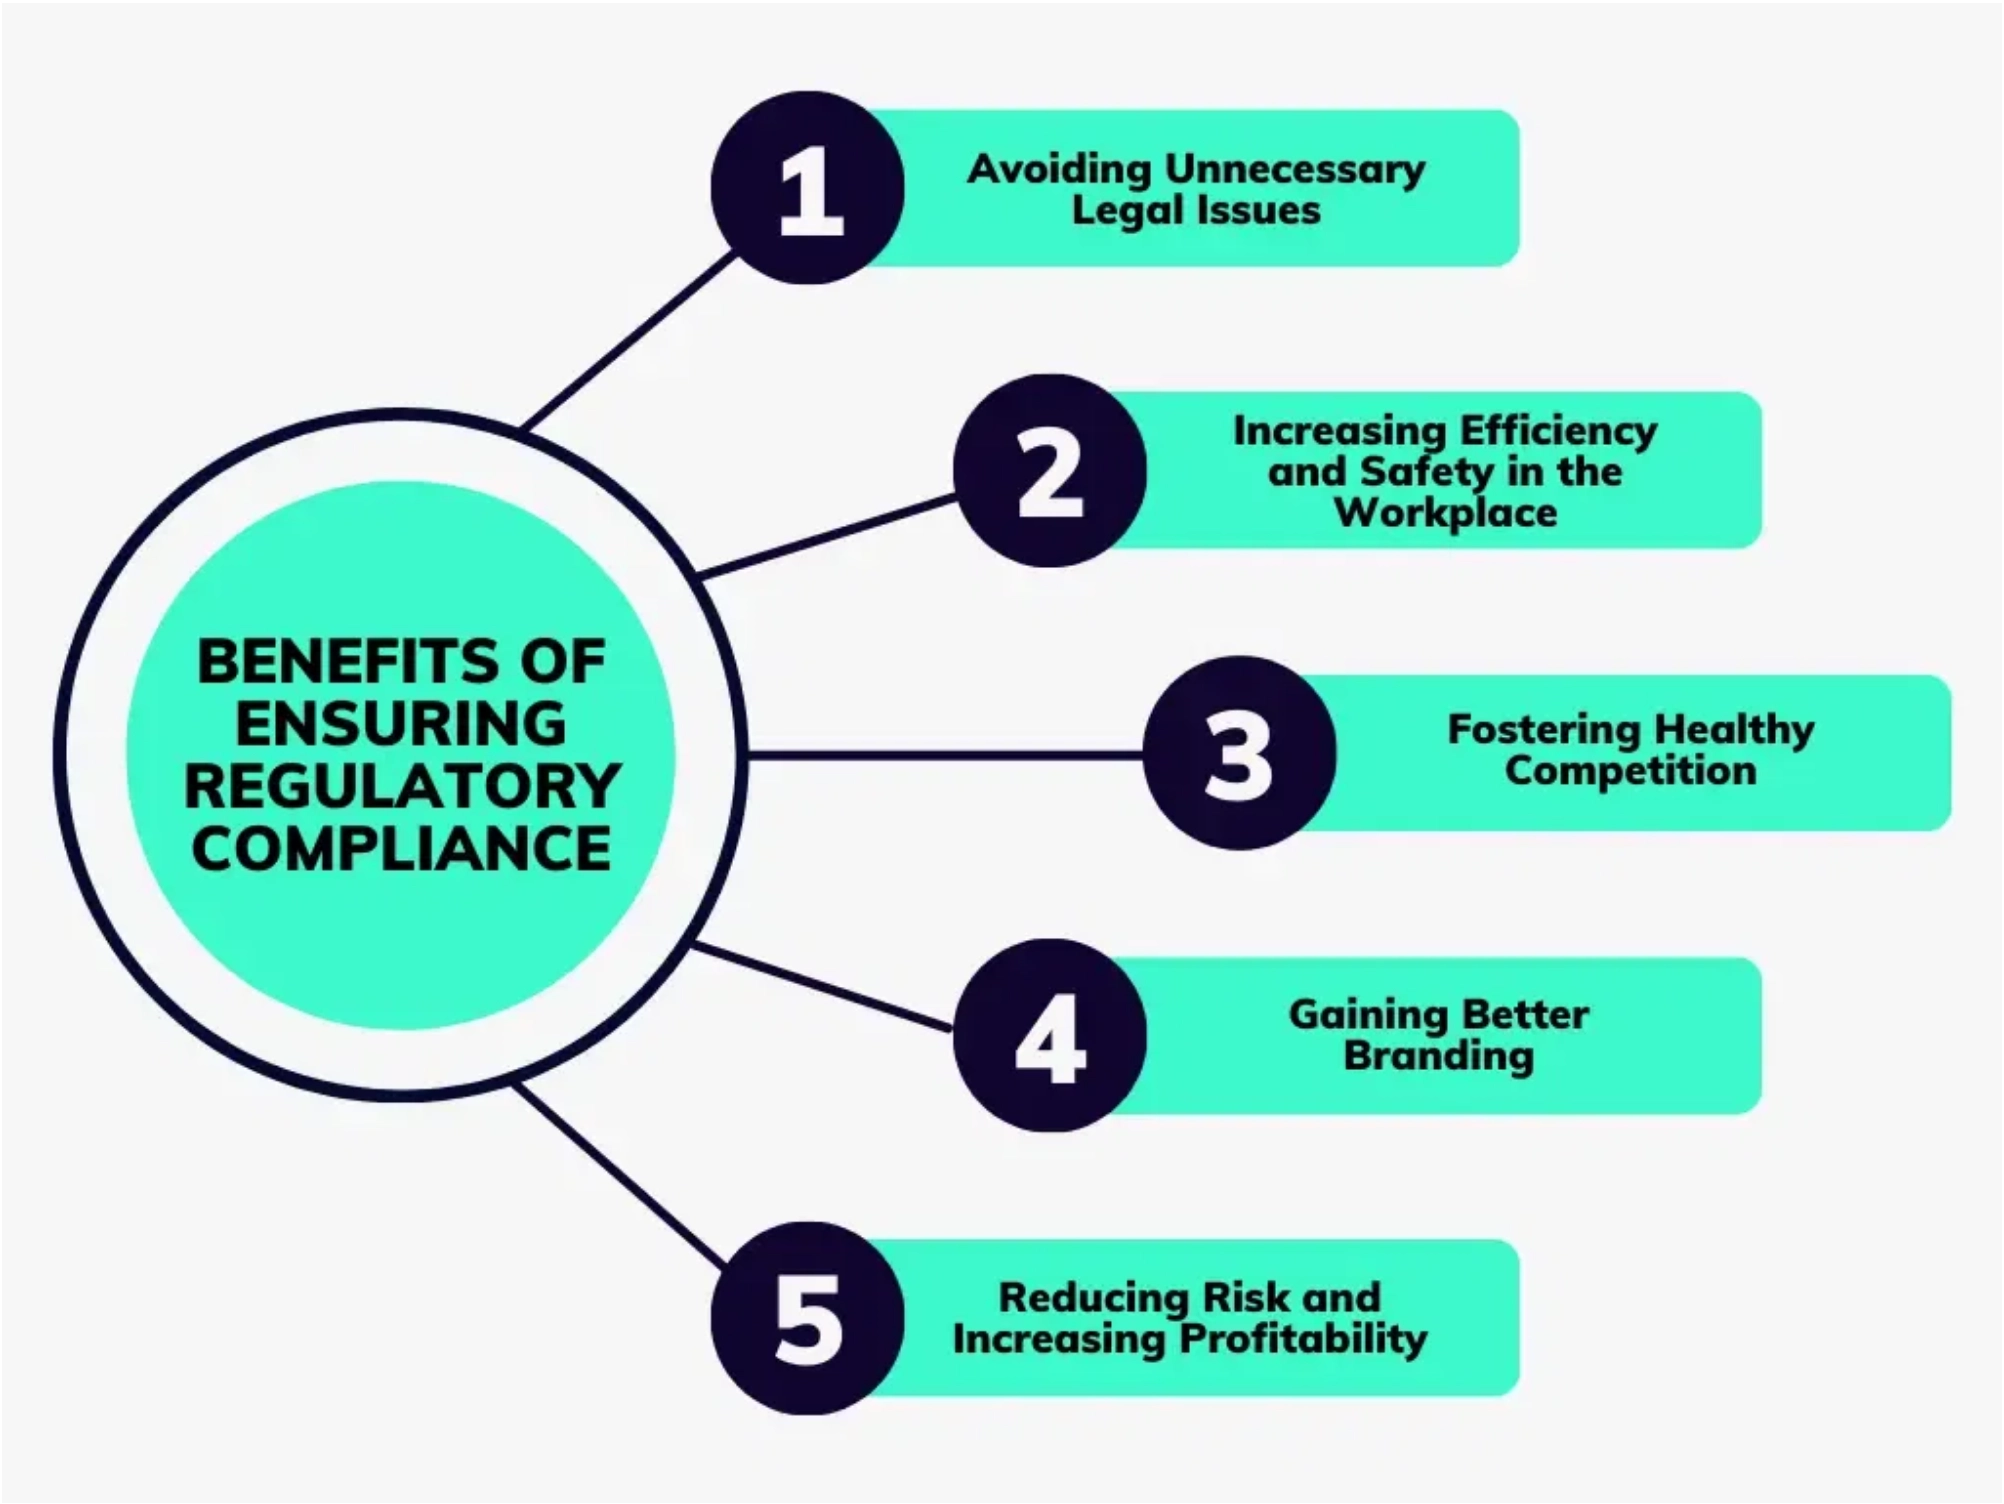 BENEFITS OF
ENSURING
REGULATORY
COMPLIANCE
1
Avoiding Unnecessary
Legal Issues
2
Increasing Efficiency
and Safety in the
Workplace
3
Fostering Healthy
Competition
4
Gaining Better
Branding
5
Reducing Risk and
Increasing Profitability